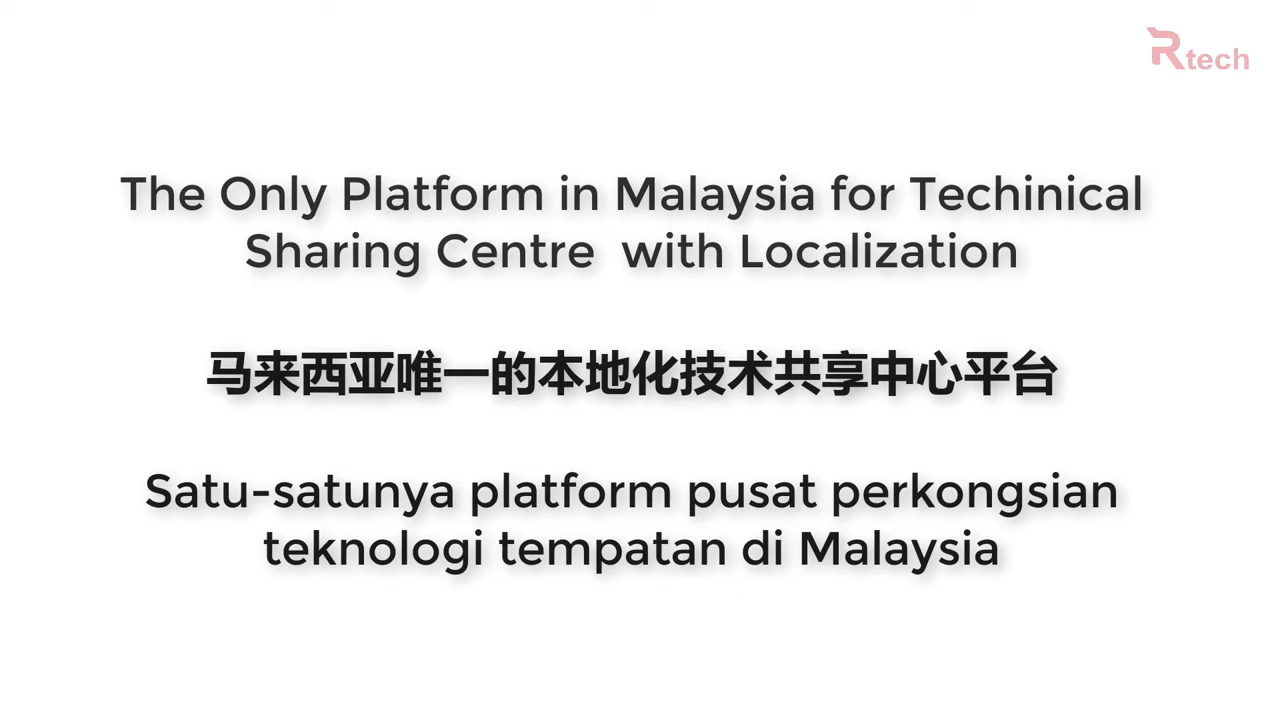 Rtech
The Only Platform in Malaysia for Techinical
Sharing Centre  with Localization
马来西亚唯一的本地化技术共享中心平台
Satu-satunya platform pusat perkongsian
teknologi tempatan di Malaysia